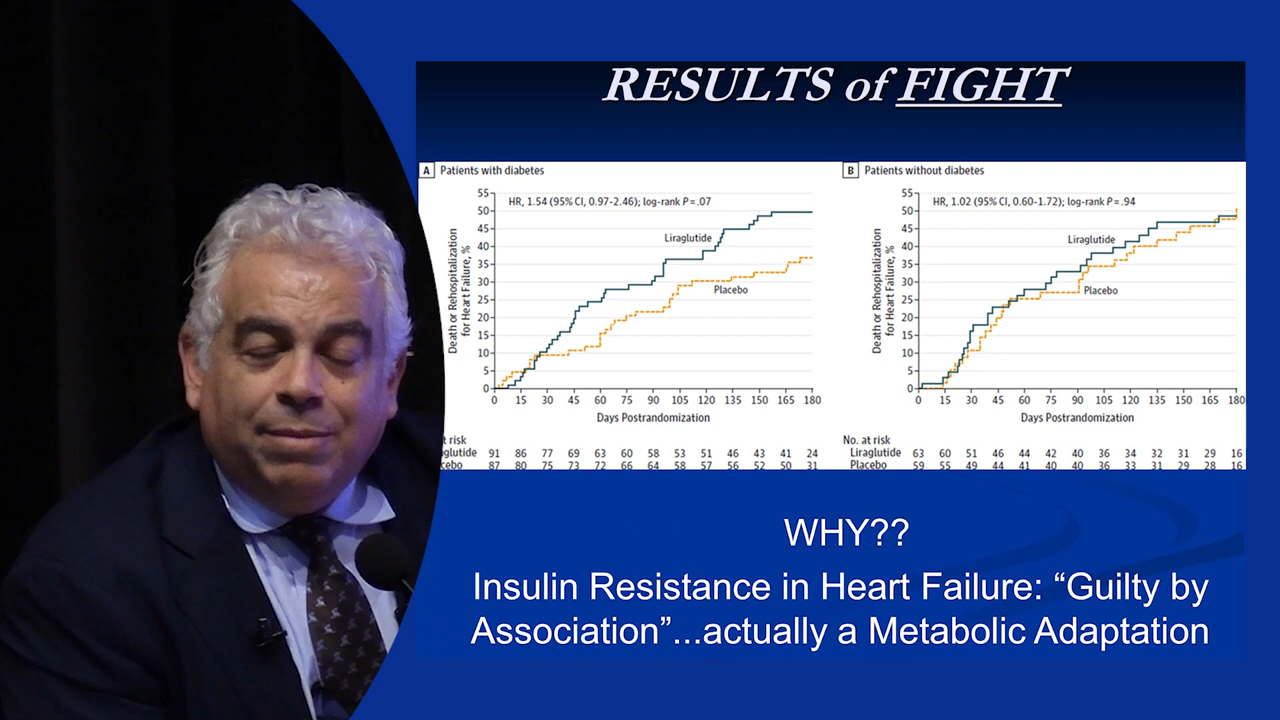 RESULTS of FIGHT
A Patients with diabetes
HR, 1.54 (95% CI, 0.97-2.46); log-rank P = .07
Death or Rehospitalization
for Heart Failure, %
55
50
45
40
35
30
25
20
15
10
5
0
Liraglutide
Placebo
0 15 30 45 60 75 90 105 120 135 150 165 180
Days Postrandomization
t risk
glutide 91 86 77 69 63 60 58 53 51 46 43 41 24
cebo 87 80 75 73 72 66 64 58 57 56 52 50 31
B Patients without diabetes
HR, 1.02 (95% CI, 0.60-1.72); log-rank P = .94
Death or Rehospitalization
for Heart Failure, %
55
50
45
40
35
30
25
20
15
10
5
0
Liraglutide
Placebo
0 15 30 45 60 75 90 105 120 135 150 165 180
Days Postrandomization
No. at risk
Liraglutide 63 60 51 46 44 42 40 36 34 32 31 29 16
Placebo 59 55 49 44 41 40 40 36 33 31 29 28 16
WHY??
Insulin Resistance in Heart Failure: “Guilty by
Association”...actually a Metabolic Adaptation